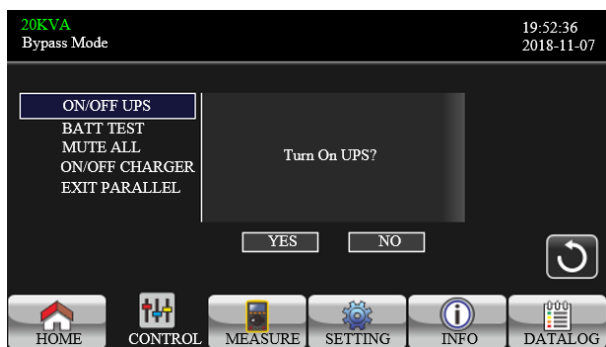 20KVA
Bypass Mode
19:52:36
2018-11-07
ON/OFF UPS
BATT TEST
MUTE ALL
ON/OFF CHARGER
EXIT PARALLEL
Turn On UPS?
YES NO
HOME CONTROL MEASURE SETTING INFO DATALOG